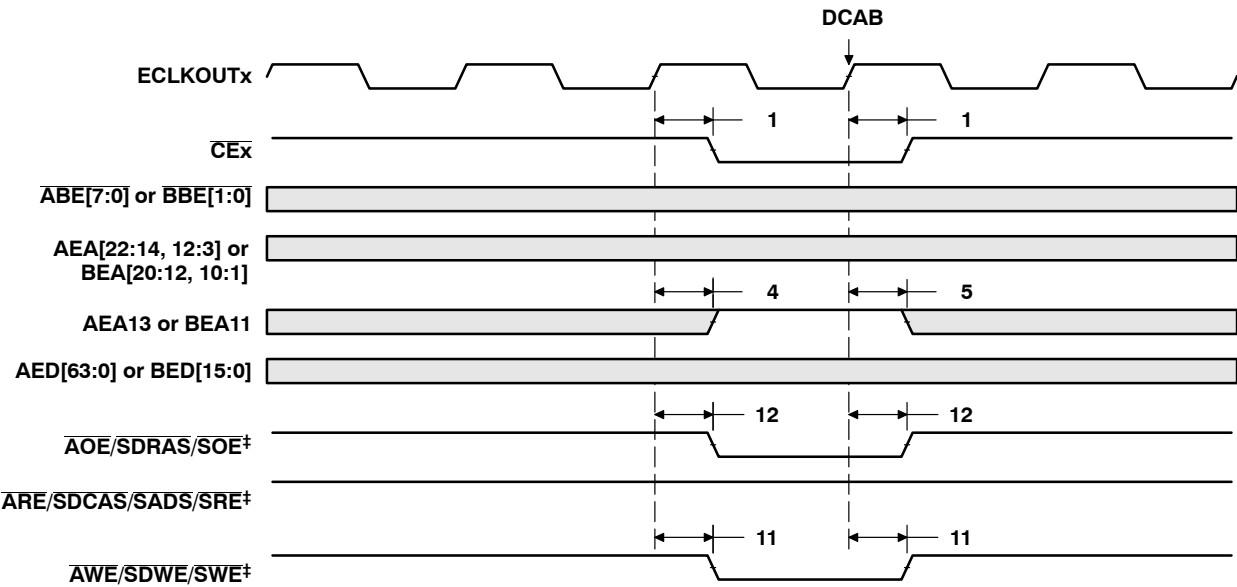 DCAB
ECLKOUTx
1 1
CEx
ABE[7:0] or BBE[1:0]
AEA[22:14, 12:3] or
BEA[20:12, 10:1]
4 5
AEA13 or BEA11
AED[63:0] or BED[15:0]
12 12
AOE/SDRAS/SOE‡
ARE/SDCAS/SADS/SRE‡
11 11
AWE/SDWE/SWE‡